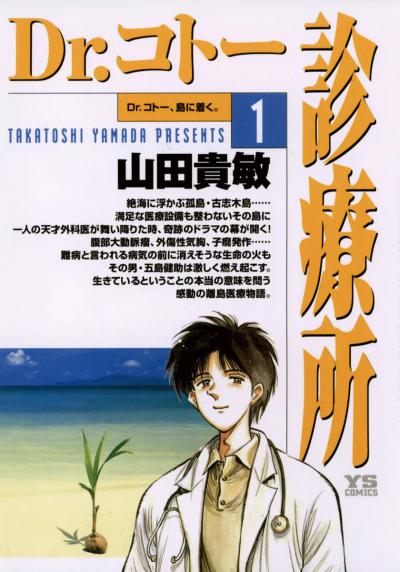 Dr.コトー
診療所
Dr.コトー、島に着く。
TAKATOSHI YAMADA PRESENTS
1
山田貴敏
絶海に浮かぶ孤島・古志木島……
満足な医療設備も整わないその島に
一人の天才外科医が舞い降りた時、奇跡のドラマの幕が開く!
腹部大動脈瘤、外傷性気胸、子癇発作……
難病と言われる病気の前に消えそうな生命の火も
その男・五島健助は激しく燃え起こす。
生きているということの本当の意味を問う
感動の離島医療物語。
YS
COMICS